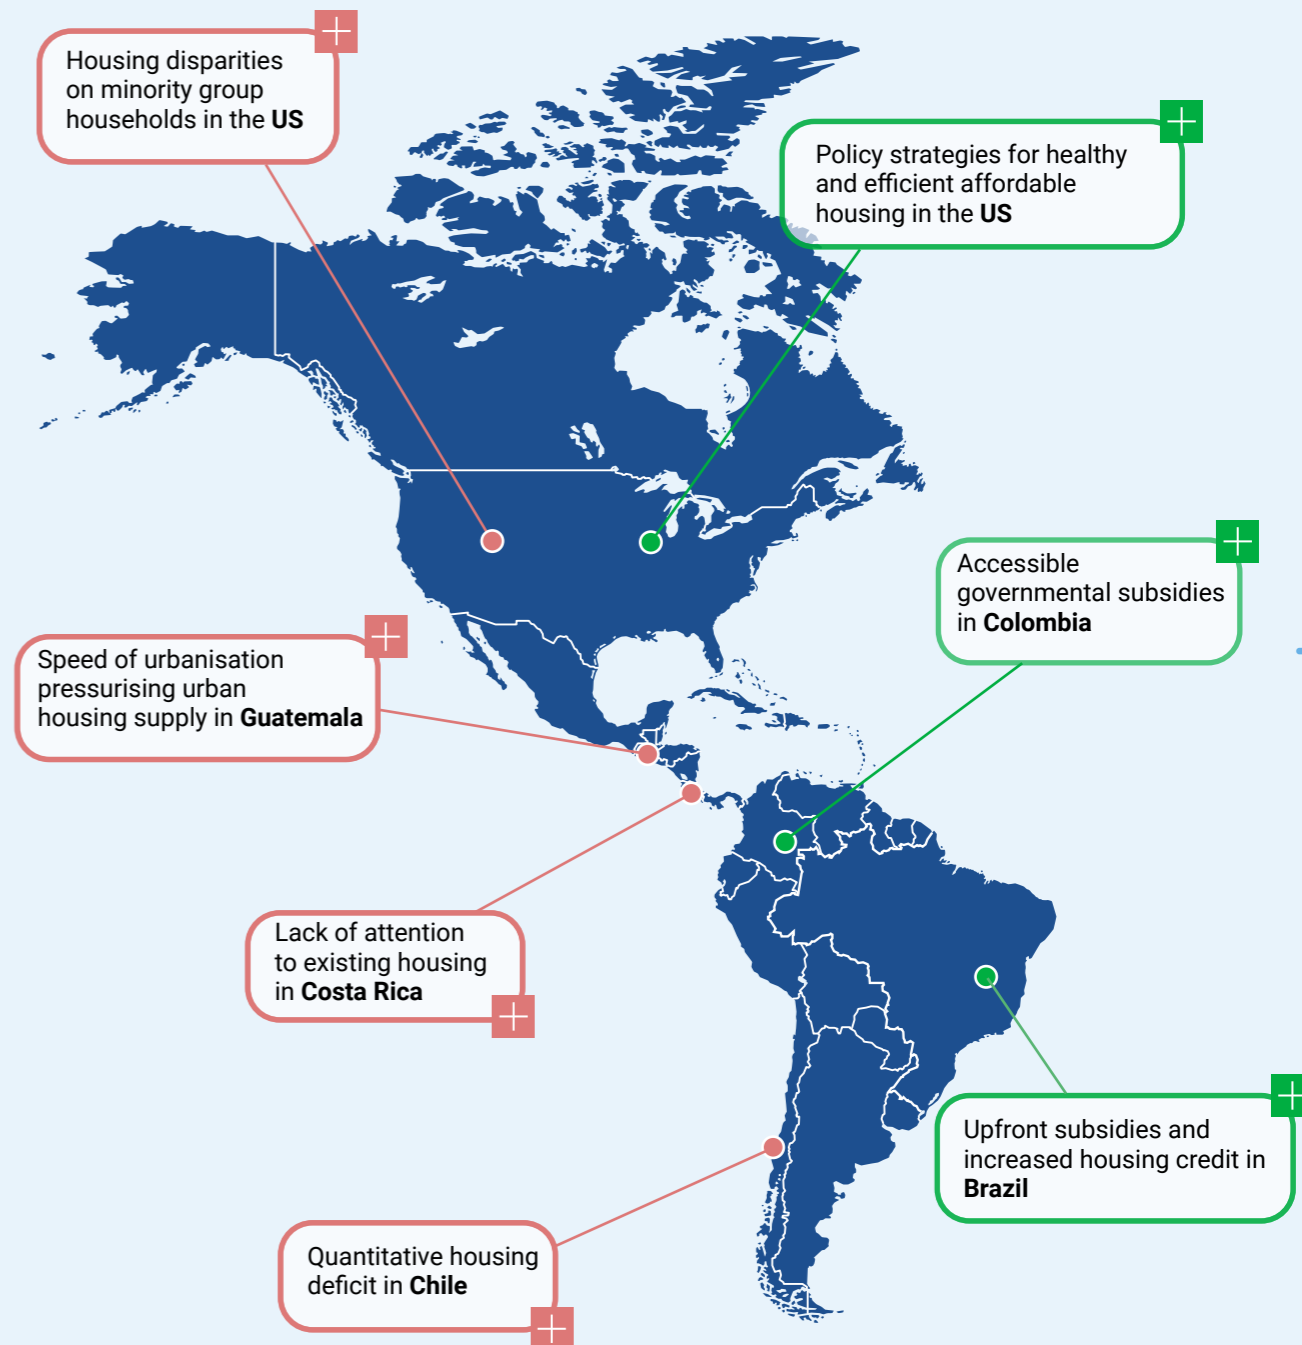 Housing disparities
on minority group
households in the US
Policy strategies for healthy
and efficient affordable
housing in the US
Accessible
governmental subsidies
in Colombia
Speed of urbanisation
pressurising urban
housing supply in Guatemala
Lack of attention
to existing housing
in Costa Rica
Upfront subsidies and
increased housing credit in
Brazil
Quantitative housing
deficit in Chile